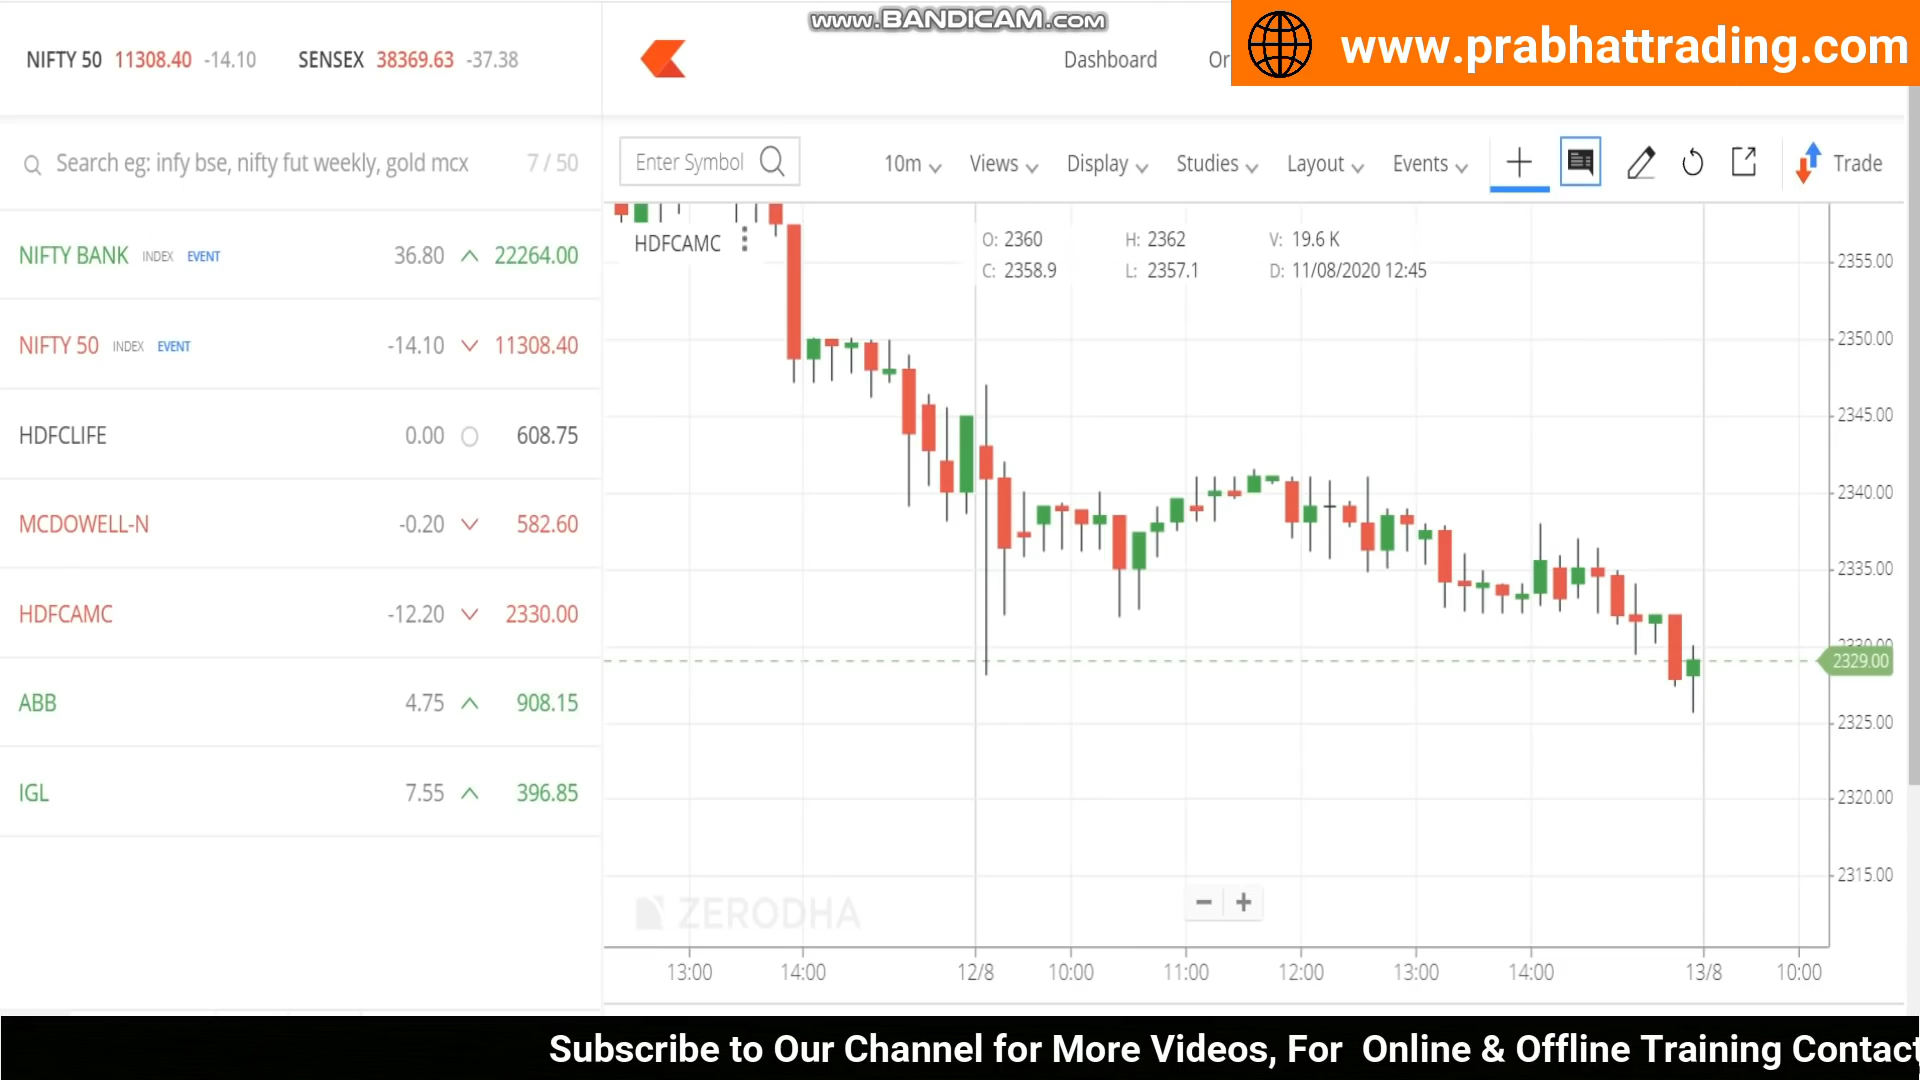 www.BANDICAM.COM
www.prabhattrading.com
NIFTY 50 11308.40 -14.10 SENSEX 38369.63 -37.38
Dashboard Or
Search eg: infy bse, nifty fut weekly, gold mcx 7 / 50
Enter Symbol 10m Views Display Studies Layout Events Trade
NIFTY BANK INDEX EVENT 36.80 22264.00
NIFTY 50 INDEX EVENT -14.10 11308.40
HDFCLIFE 0.00 608.75
MCDOWELL-N -0.20 582.60
HDFCAMC -12.20 2330.00
ABB 4.75 908.15
IGL 7.55 396.85
HDFCAMC
O: 2360 H: 2362 V: 19.6 K
C: 2358.9 L: 2357.1 D: 11/08/2020 12:45
2355.00
2350.00
2345.00
2340.00
2335.00
2330.00
2329.00
2325.00
2320.00
2315.00
ZERODHA
13:00 14:00 12/8 10:00 11:00 12:00 13:00 14:00 13/8 10:00
Subscribe to Our Channel for More Videos, For Online & Offline Training Contact